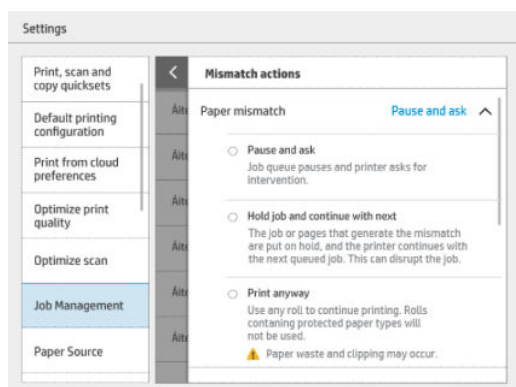 Settings
Print, scan and
copy quicksets
Default printing
configuration
Print from cloud
preferences
Optimize print
quality
Optimize scan
Job Management
Paper Source
Mismatch actions
Paper mismatch
Pause and ask
Pause and ask
Job queue pauses and printer asks for
intervention.
Hold job and continue with next
The job or pages that generate the mismatch
are put on hold, and the printer continues with
the next queued job. This can disrupt the job.
Print anyway
Use any roll to continue printing. Rolls
contaning protected paper types will
not be used.
Paper waste and clipping may occur.